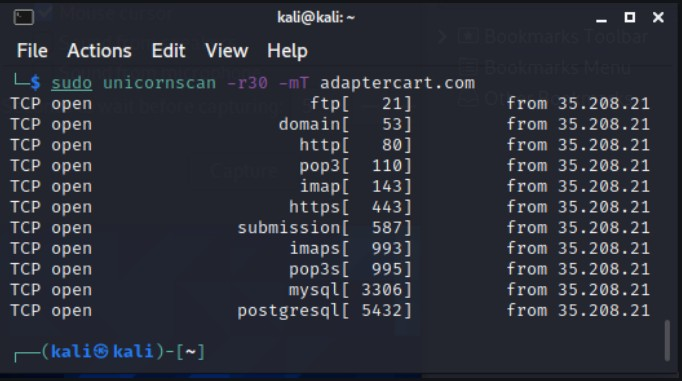 kali@kali: ~
File Actions Edit View Help
└─$ sudo unicornscan -r30 -mT adaptercart.com
TCP open ftp[ 21] from 35.208.21
TCP open domain[ 53] from 35.208.21
TCP open http[ 80] from 35.208.21
TCP open pop3[ 110] from 35.208.21
TCP open imap[ 143] from 35.208.21
TCP open https[ 443] from 35.208.21
TCP open submission[ 587] from 35.208.21
TCP open imaps[ 993] from 35.208.21
TCP open pop3s[ 995] from 35.208.21
TCP open mysql[ 3306] from 35.208.21
TCP open postgresql[ 5432] from 35.208.21
┌──(kali㉿kali)-[~]
Bookmarks Toolbar
Bookmarks Menu